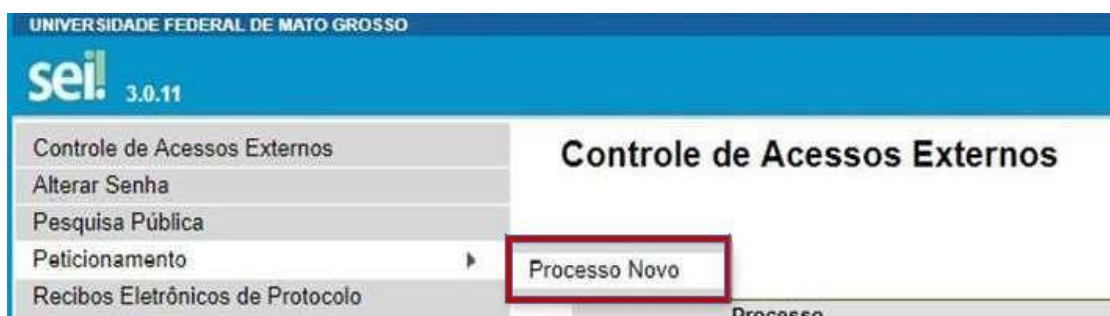 UNIVERSIDADE FEDERAL DE MATO GROSSO
sei! 3.0.11
Controle de Acessos Externos
Alterar Senha
Pesquisa Pública
Peticionamento
Recibos Eletrônicos de Protocolo
Controle de Acessos Externos
Processo Novo
Processo